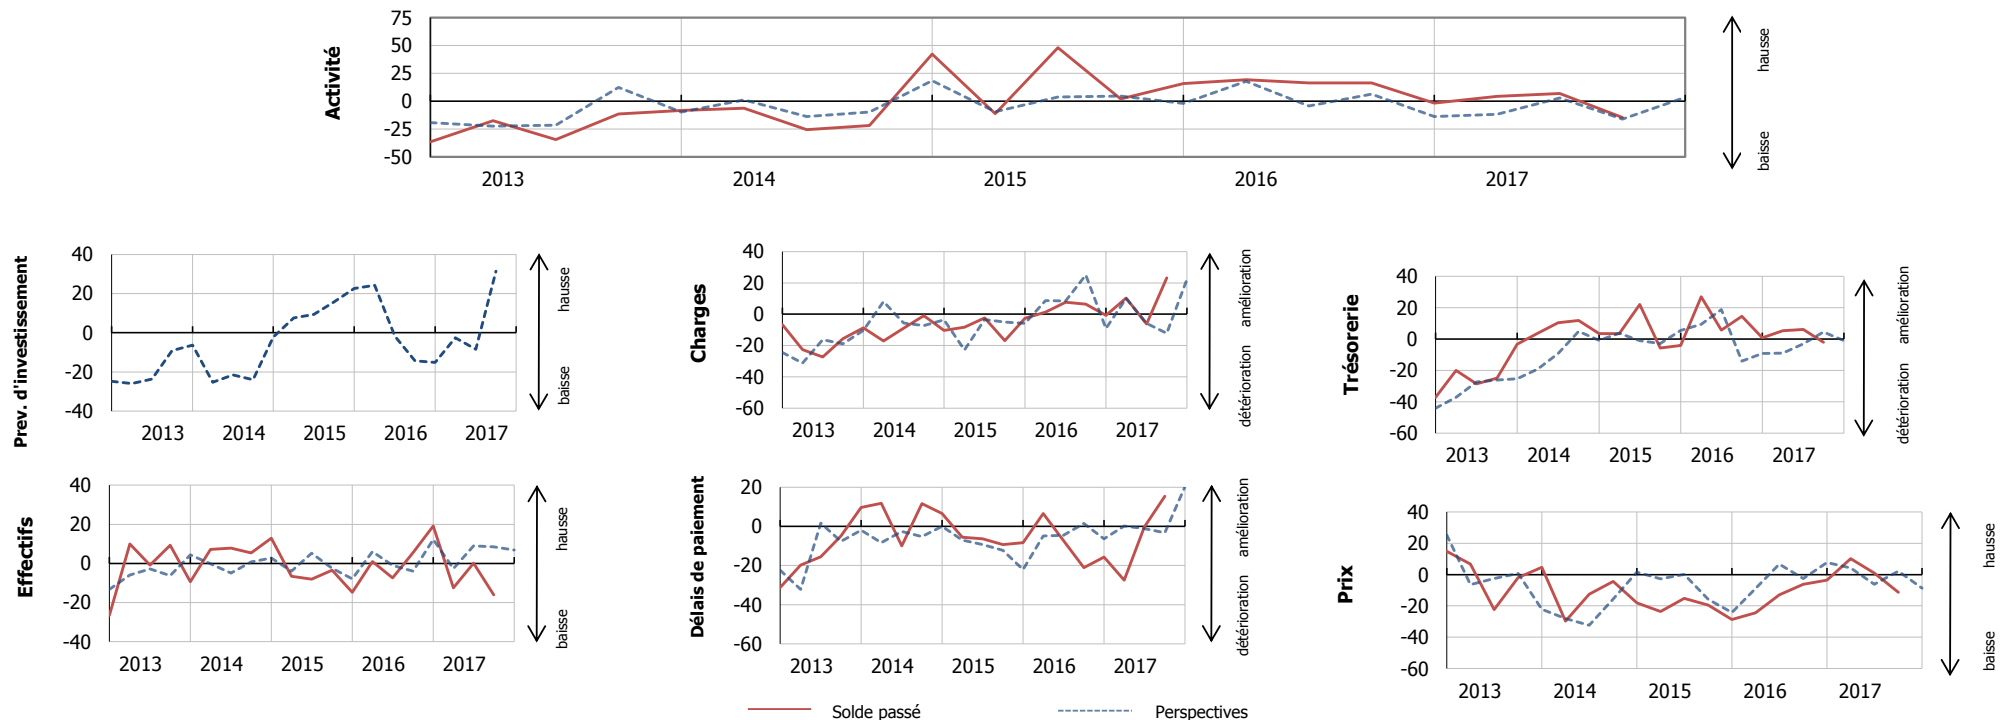 Activité
75
50
25
0
-25
-50
2013 2014 2015 2016 2017
hausse
baisse
Prev. d'investissement
40
20
0
-20
-40
2013 2014 2015 2016 2017
hausse
baisse
Charges
40
20
0
-20
-40
-60
2013 2014 2015 2016 2017
amélioration
détérioration
Trésorerie
40
20
0
-20
-40
-60
2013 2014 2015 2016 2017
amélioration
détérioration
Effectifs
40
20
0
-20
-40
2013 2014 2015 2016 2017
hausse
baisse
Délais de paiement
20
0
-20
-40
-60
2013 2014 2015 2016 2017
amélioration
détérioration
Prix
40
20
0
-20
-40
-60
2013 2014 2015 2016 2017
hausse
baisse
Solde passé Perspectives